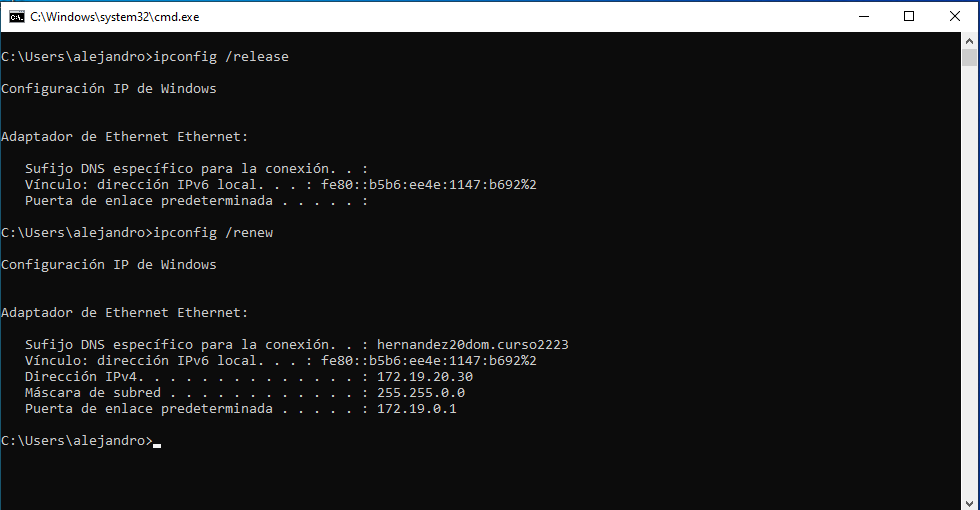 C:\Windows\system32\cmd.exe
C:\Users\alejandro>ipconfig /release
Configuración IP de Windows
Adaptador de Ethernet Ethernet:
Sufijo DNS específico para la conexión. . :
Vínculo: dirección IPv6 local. . . : fe80::b5b6:ee4e:1147:b692%2
Puerta de enlace predeterminada . . . . . :
C:\Users\alejandro>ipconfig /renew
Configuración IP de Windows
Adaptador de Ethernet Ethernet:
Sufijo DNS específico para la conexión. . : hernandez20dom.curso2223
Vínculo: dirección IPv6 local. . . : fe80::b5b6:ee4e:1147:b692%2
Dirección IPv4. . . . . . . . . . . . . . : 172.19.20.30
Máscara de subred . . . . . . . . . . . . : 255.255.0.0
Puerta de enlace predeterminada . . . . . : 172.19.0.1
C:\Users\alejandro>